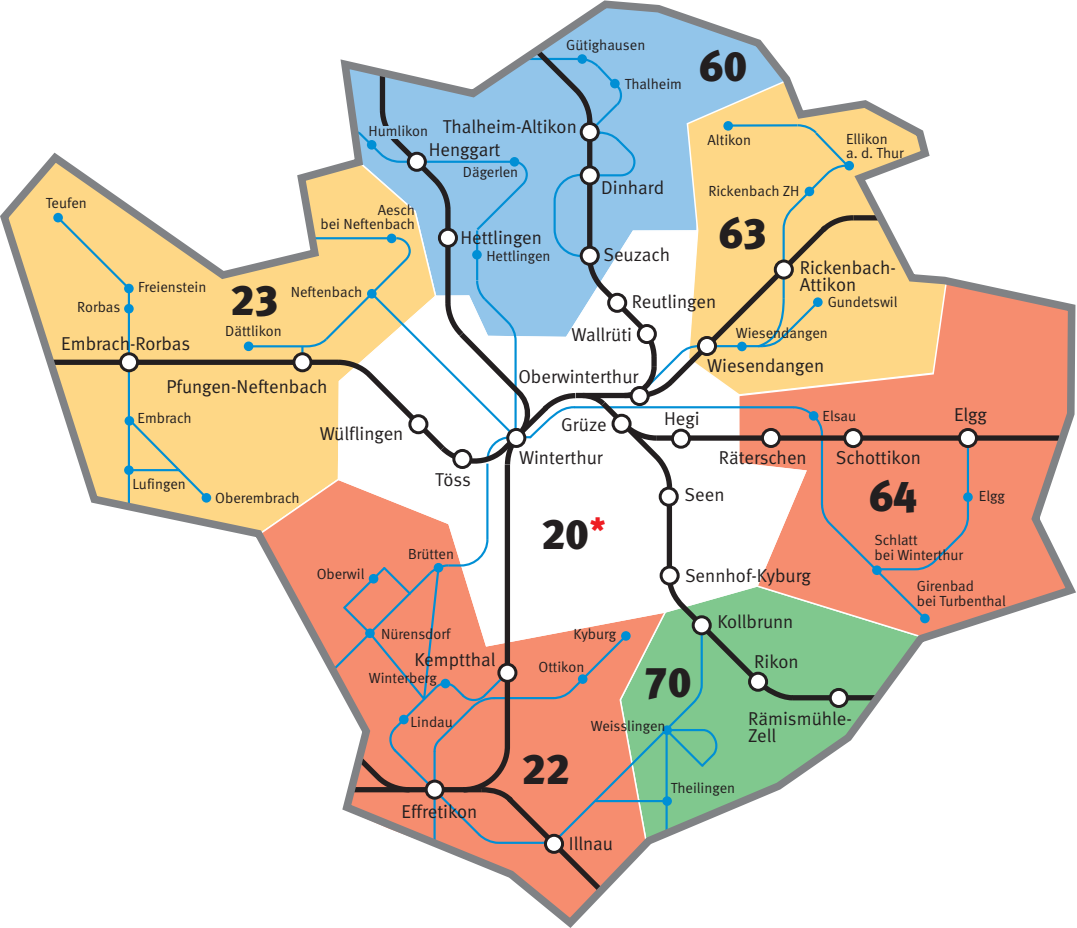 Gütighausen
60
Thalheim
Humlikon
Thalheim-Altikon
Henggart
Dägerlen
Altikon
Ellikon
a. d. Thur
Dinhard
Rickenbach ZH
Teufen
Aesch
bei Neftenbach
Hettlingen
Hettlingen
Seuzach
63
Rickenbach-
Attikon
Freienstein
23
Neftenbach
Rorbas
Reutlingen
Gundetswil
Dättlikon
Wallrüti
Wiesendangen
Embrach-Rorbas
Wiesendangen
Pfungen-Neftenbach
Oberwinterthur
Embrach
Wülflingen
Grüze
Hegi
Elsau
Elgg
Winterthur
Räterschen
Schottikon
Töss
Lufingen
Oberembrach
Seen
64
Elgg
20*
Schlatt
bei Winterthur
Brütten
Oberwil
Sennhof-Kyburg
Girenbad
bei Turbenthal
Nürensdorf
Kyburg
Kollbrunn
Kemptthal
Ottikon
Rikon
Winterberg
70
Lindau
Weisslingen
Rämismühle-
Zell
22
Theilingen
Effretikon
Illnau